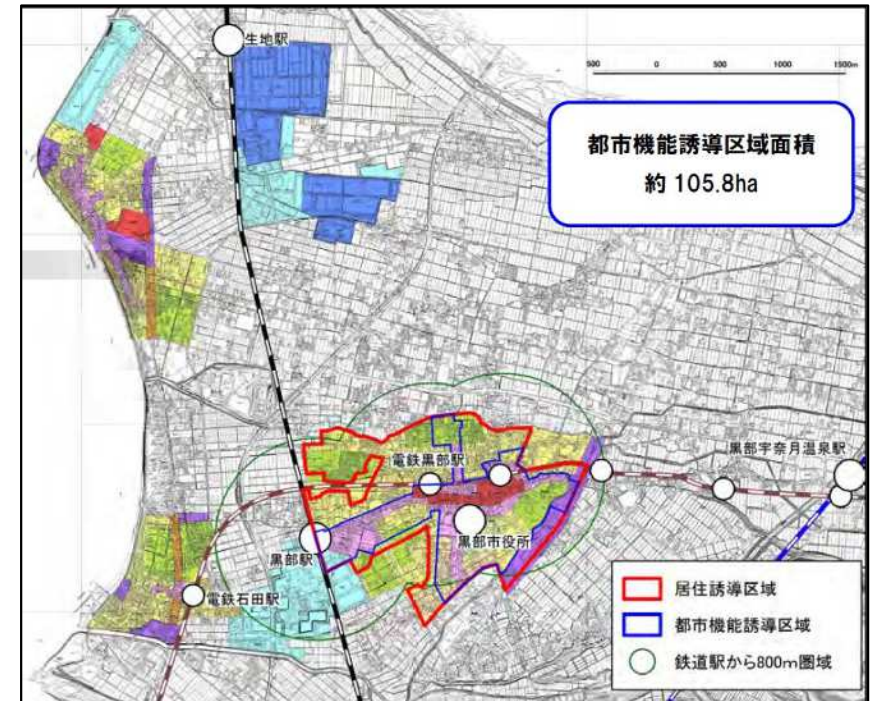 生地駅
500 0 500 1000 1500m
都市機能誘導区域面積
約 105.8ha
黒部宇奈月温泉駅
電鉄黒部駅
黒部市役所
黒部駅
電鉄石田駅
居住誘導区域
都市機能誘導区域
鉄道駅から800m圏域